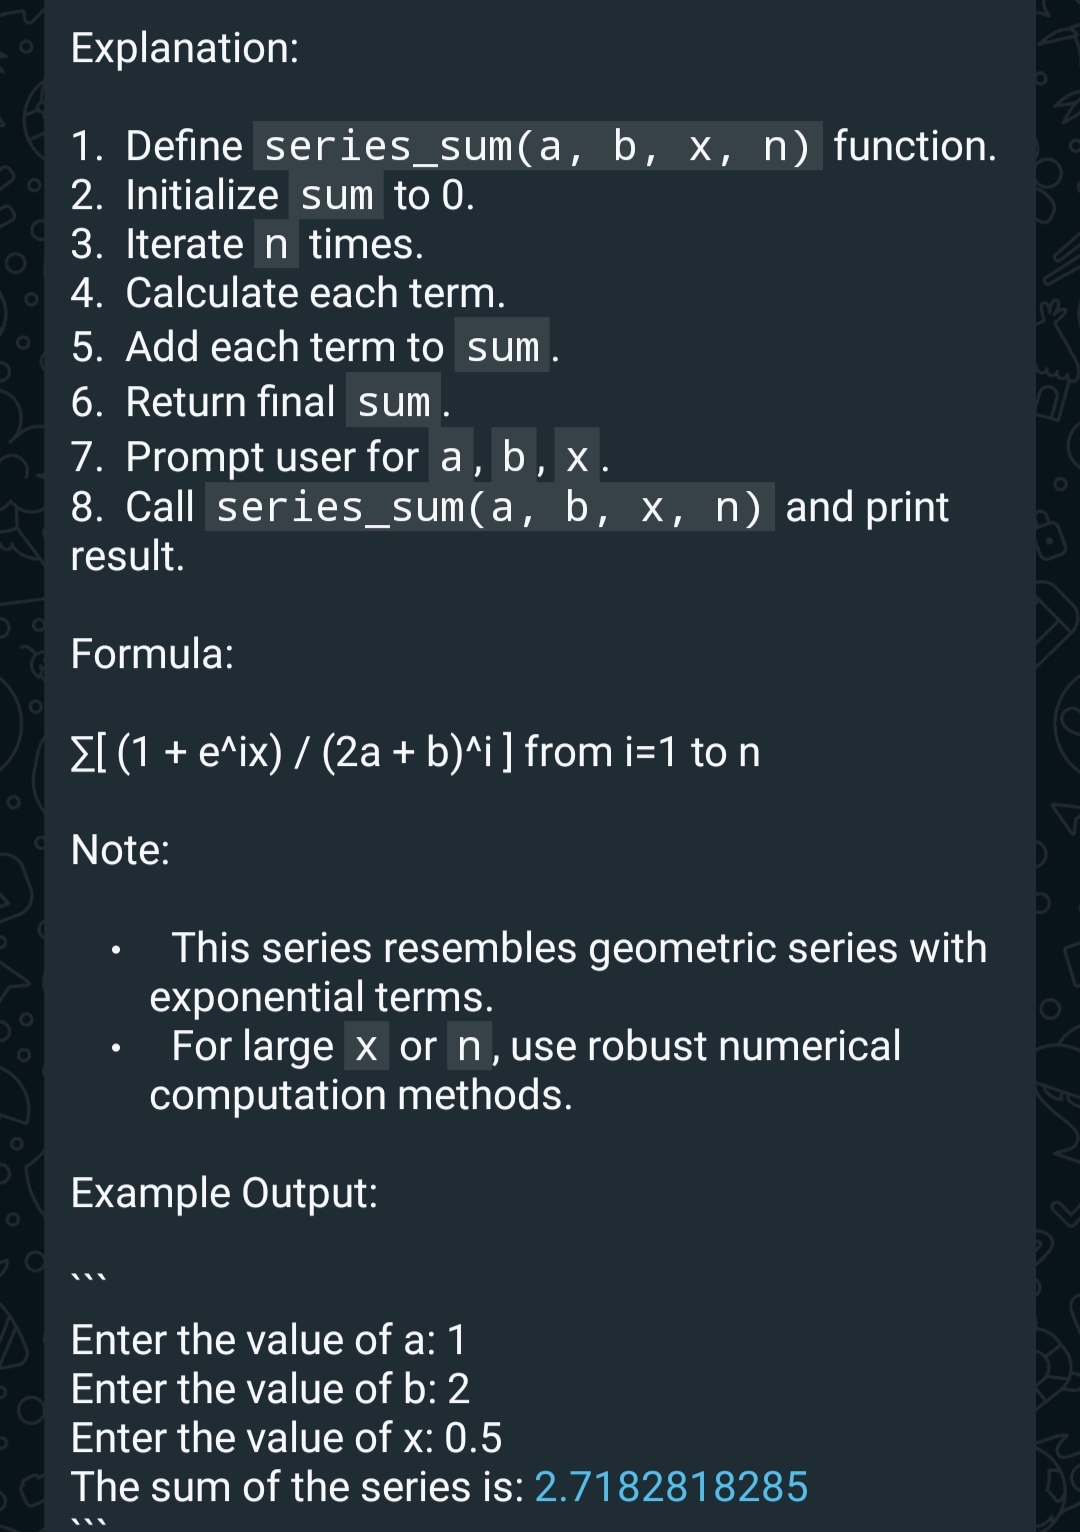 Explanation:
1. Define series_sum(a, b, x, n) function.
2. Initialize sum to 0.
3. Iterate n times.
4. Calculate each term.
5. Add each term to sum.
6. Return final sum.
7. Prompt user for a, b, x.
8. Call series_sum(a, b, x, n) and print
result.
Formula:
∑[ (1 + e^ix) / (2a + b)^i ] from i=1 to n
Note:
• This series resembles geometric series with
exponential terms.
• For large x or n, use robust numerical
computation methods.
Example Output:
```
Enter the value of a: 1
Enter the value of b: 2
Enter the value of x: 0.5
The sum of the series is: 2.7182818285
```